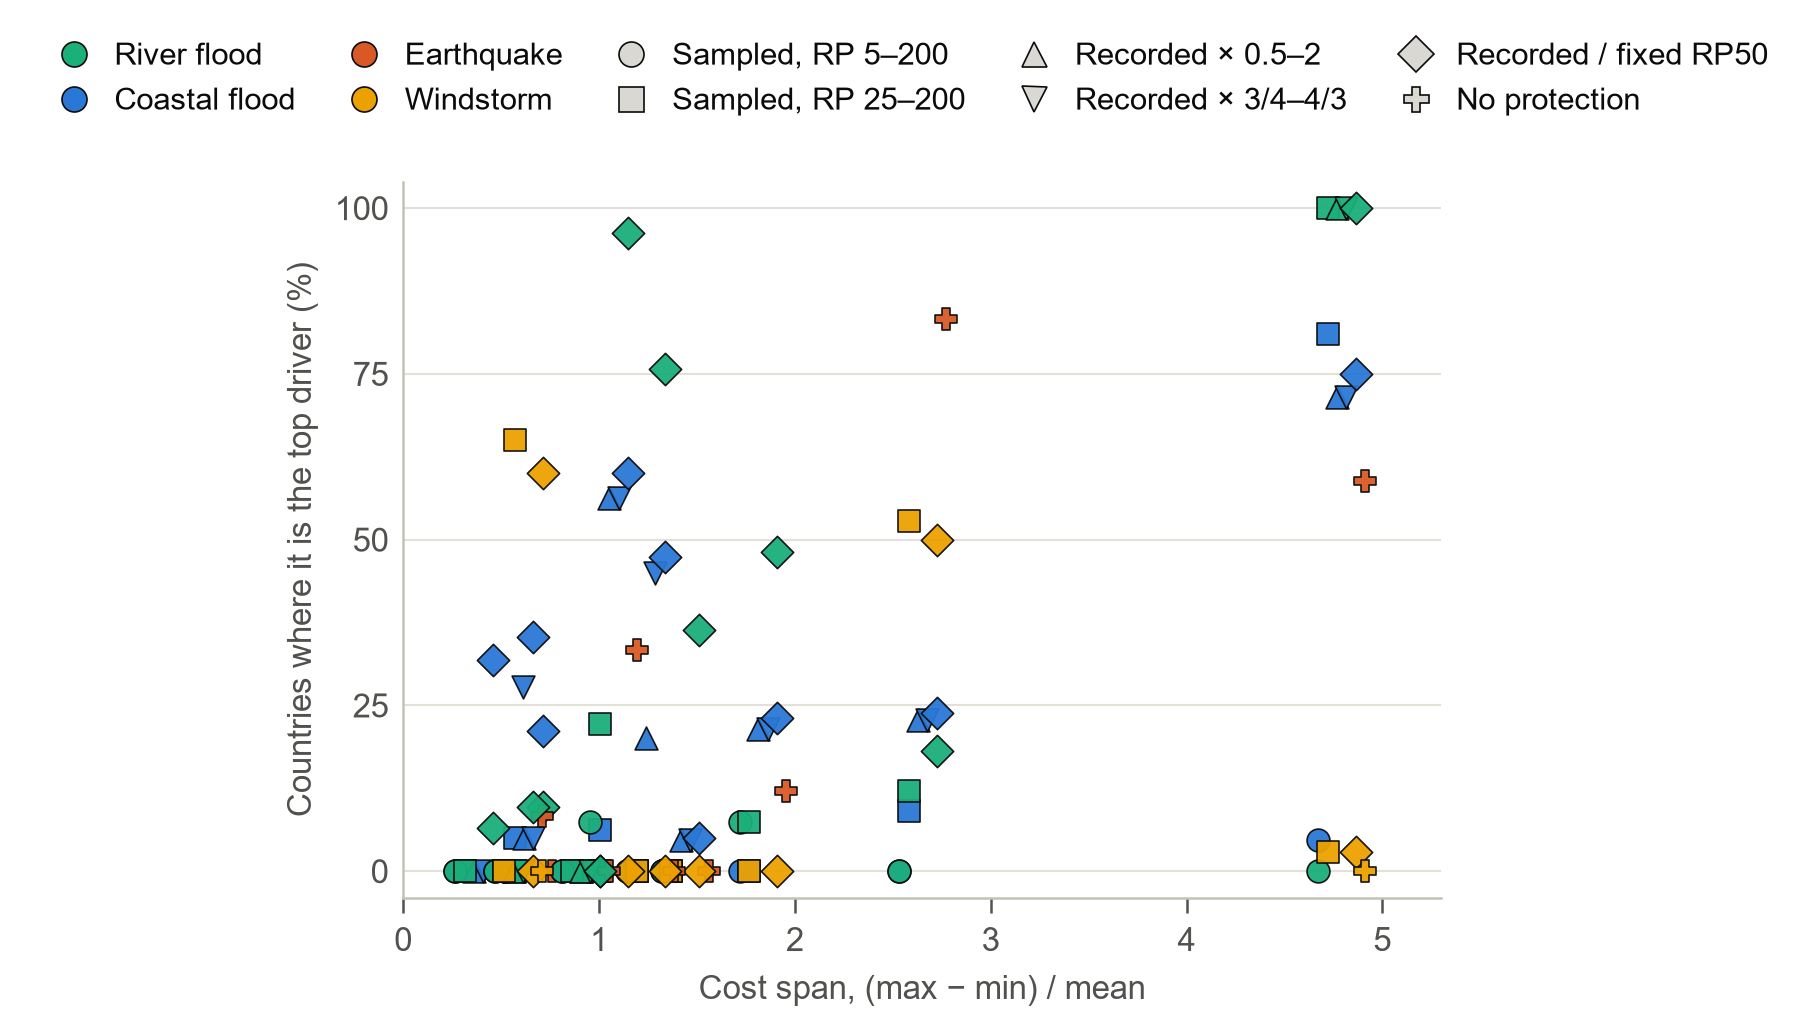 River flood
Earthquake
Sampled, RP 5–200
Recorded × 0.5–2
Recorded / fixed RP50
Coastal flood
Windstorm
Sampled, RP 25–200
Recorded × 3/4–4/3
No protection
Countries where it is the top driver (%)
100
75
50
25
0
0 1 2 3 4 5
Cost span, (max − min) / mean